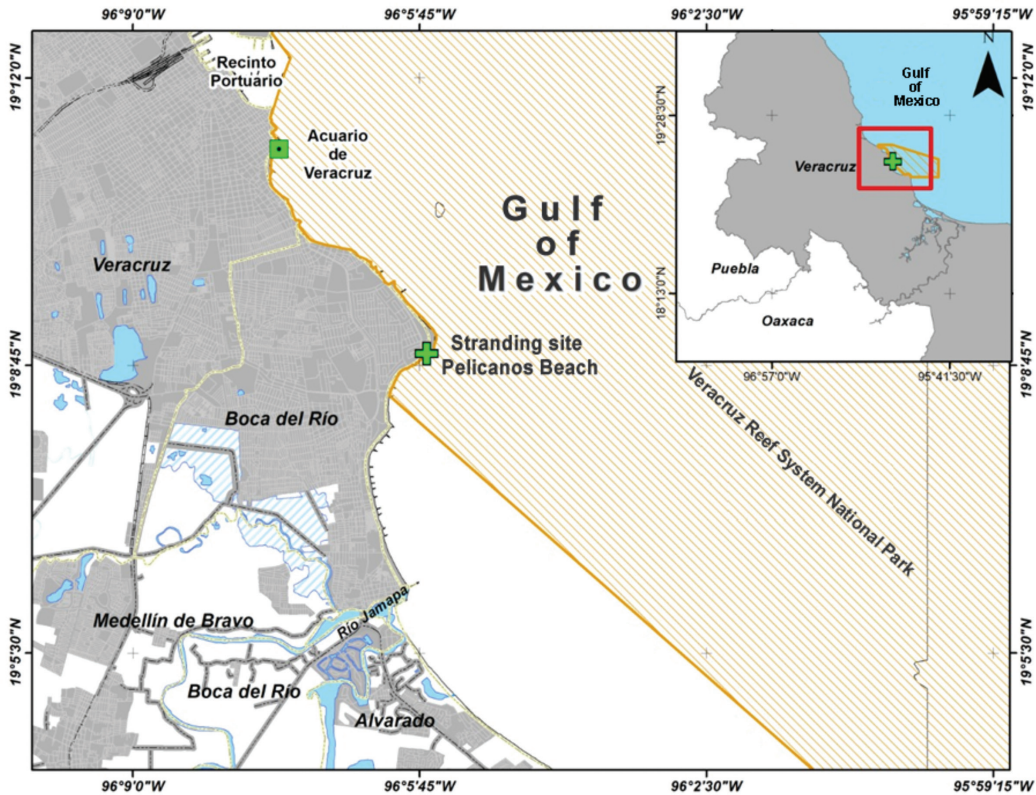 96°9'0"W
96°5'45"W
96°2'30"W
95°59'15"W
19°12'0"N
19°8'45"N
19°5'30"N
Recinto
Portuario
Acuario
de
Veracruz
Veracruz
Gulf
of
Mexico
Stranding site
Pelicanos Beach
Boca del Río
Medellín de Bravo
Río Jamapa
Boca del Río
Alvarado
Veracruz Reef System National Park
N
Gulf
of
Mexico
Veracruz
Puebla
Oaxaca
19°28'30"N
18°13'0"N
96°57'0"W
95°41'30"W
19°12'0"N
19°8'45"N
19°5'30"N
96°9'0"W
96°5'45"W
96°2'30"W
95°59'15"W